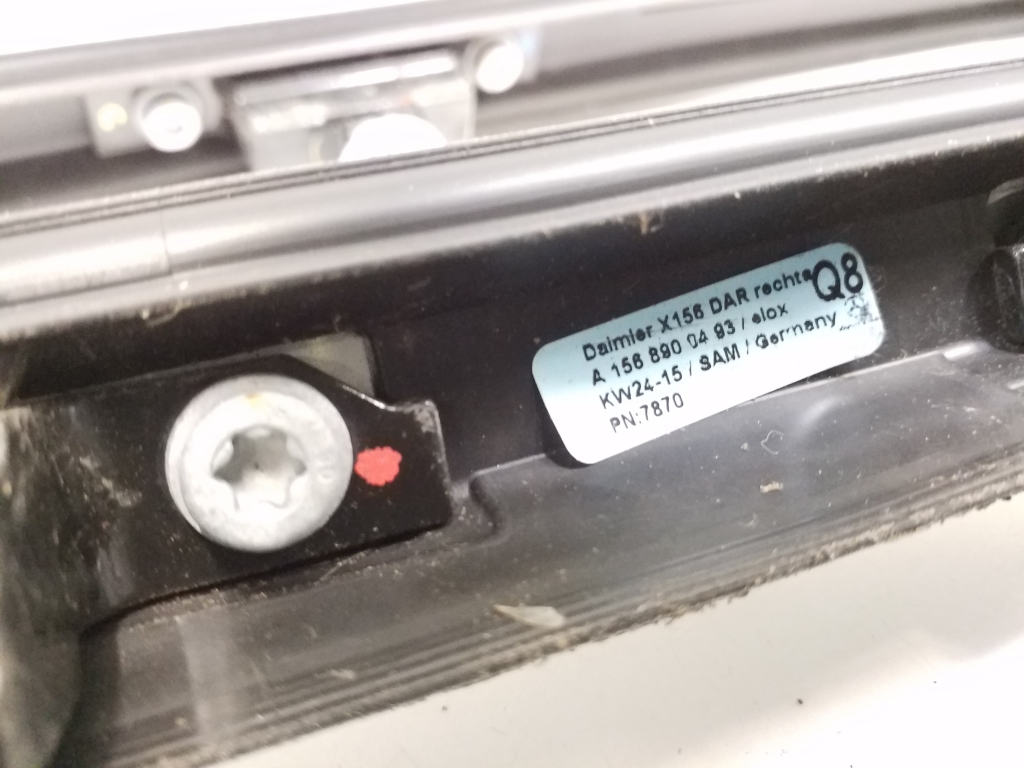 Daimler X156 DAR rechts Q8
A 156 890 04 93 / elox
KW24-15 / SAM / Germany
PN:7870